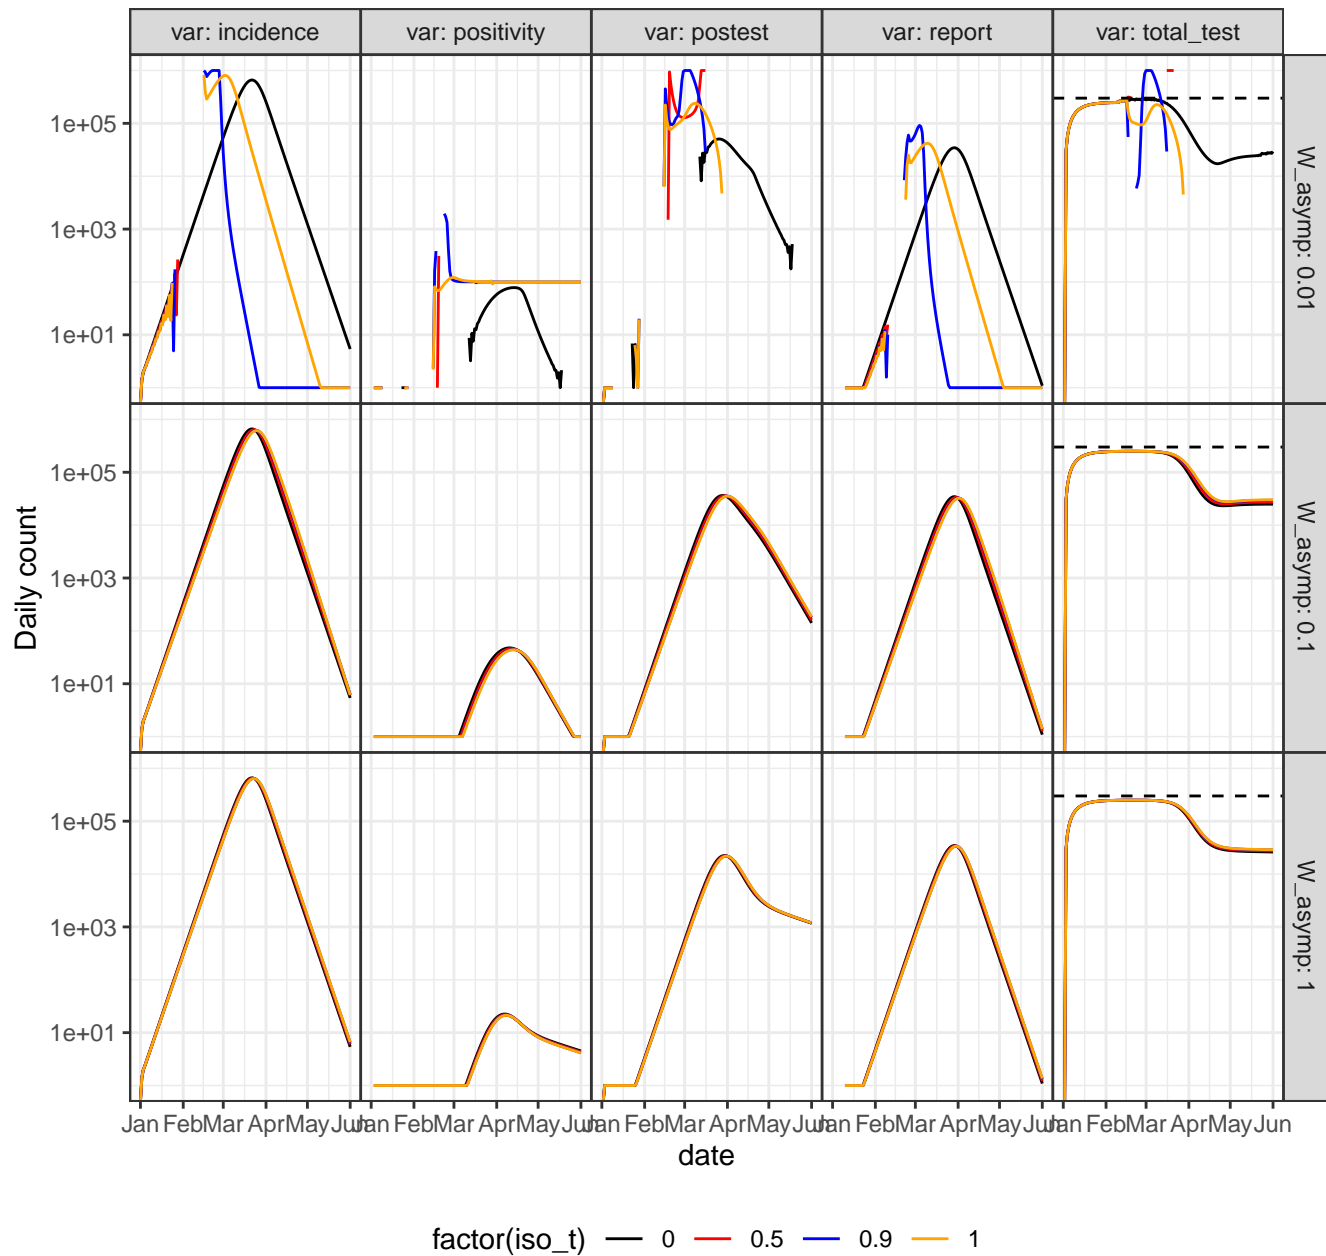 var: incidence var: positivity var: postest var: report var: total_test
1e+05
1e+03
1e+01
W_asymp: 0.01
1e+05
1e+03
1e+01
W_asymp: 0.1
1e+05
1e+03
1e+01
W_asymp: 1
Daily count
Jan Feb Mar Apr May Jun Jan Feb Mar Apr May Jun Jan Feb Mar Apr May Jun Jan Feb Mar Apr May Jun Jan Feb Mar Apr May Jun
date
factor(iso_t) 0 0.5 0.9 1